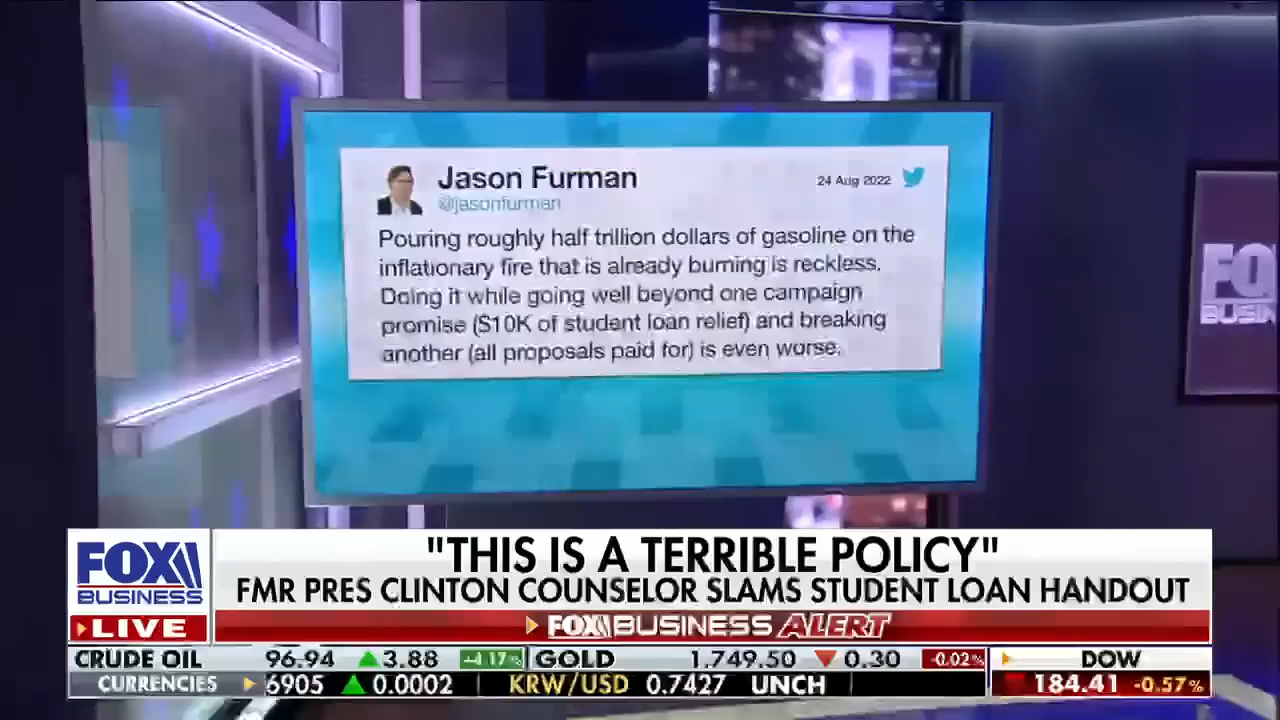 Jason Furman
@jasonfurman
24 Aug 2022
Pouring roughly half trillion dollars of gasoline on the
inflationary fire that is already burning is reckless.
Doing it while going well beyond one campaign
promise ($10K of student loan relief) and breaking
another (all proposals paid for) is even worse.
FO
BUSIN
"THIS IS A TERRIBLE POLICY"
FMR PRES CLINTON COUNSELOR SLAMS STUDENT LOAN HANDOUT
FOX
BUSINESS
LIVE
FOX BUSINESS ALERT
CRUDE OIL 96.94 3.88 +4.17% GOLD 1,749.50 0.30 -0.02% DOW
CURRENCIES 6905 0.0002 KRW/USD 0.7427 UNCH 184.41 -0.57%